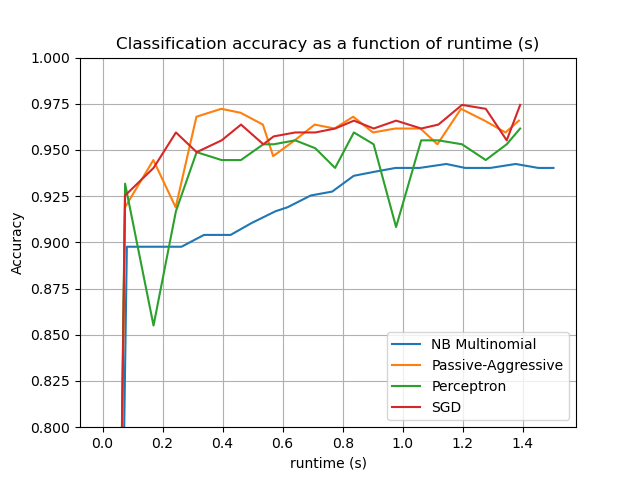 Classification accuracy as a function of runtime (s)
1.000
0.975
0.950
0.925
0.900
0.875
0.850
0.825
0.800
Accuracy
NB Multinomial
Passive-Aggressive
Perceptron
SGD
0.0 0.2 0.4 0.6 0.8 1.0 1.2 1.4
runtime (s)